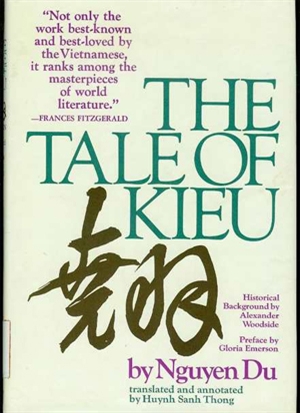 “Not only the
work best-known
and best-loved by
the Vietnamese,
it ranks among the
masterpieces
of world
literature.”
—FRANCES FITZGERALD
THE
TALE OF
KIEU
翹
Historical
Background by
Alexander
Woodside
Preface by
Gloria Emerson
by Nguyen Du
translated and annotated
by Huynh Sanh Thong